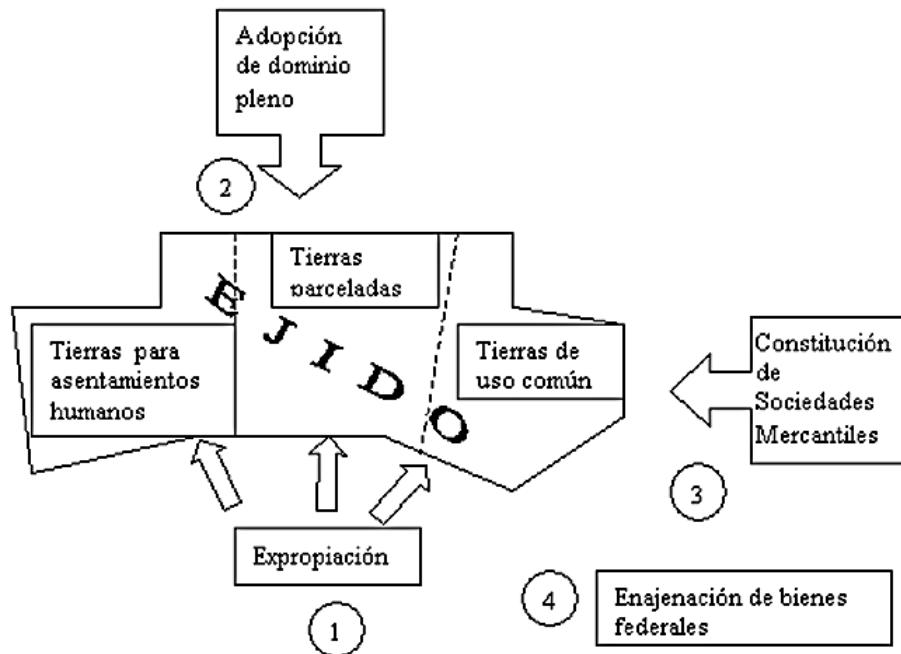 Adopción
de dominio
pleno
2
Tierras
parceladas
EJIDO
Tierras para
asentamientos
humanos
Tierras de
uso común
Constitución
de
Sociedades
Mercantiles
3
Expropiación
1
4
Enajenación de bienes
federales